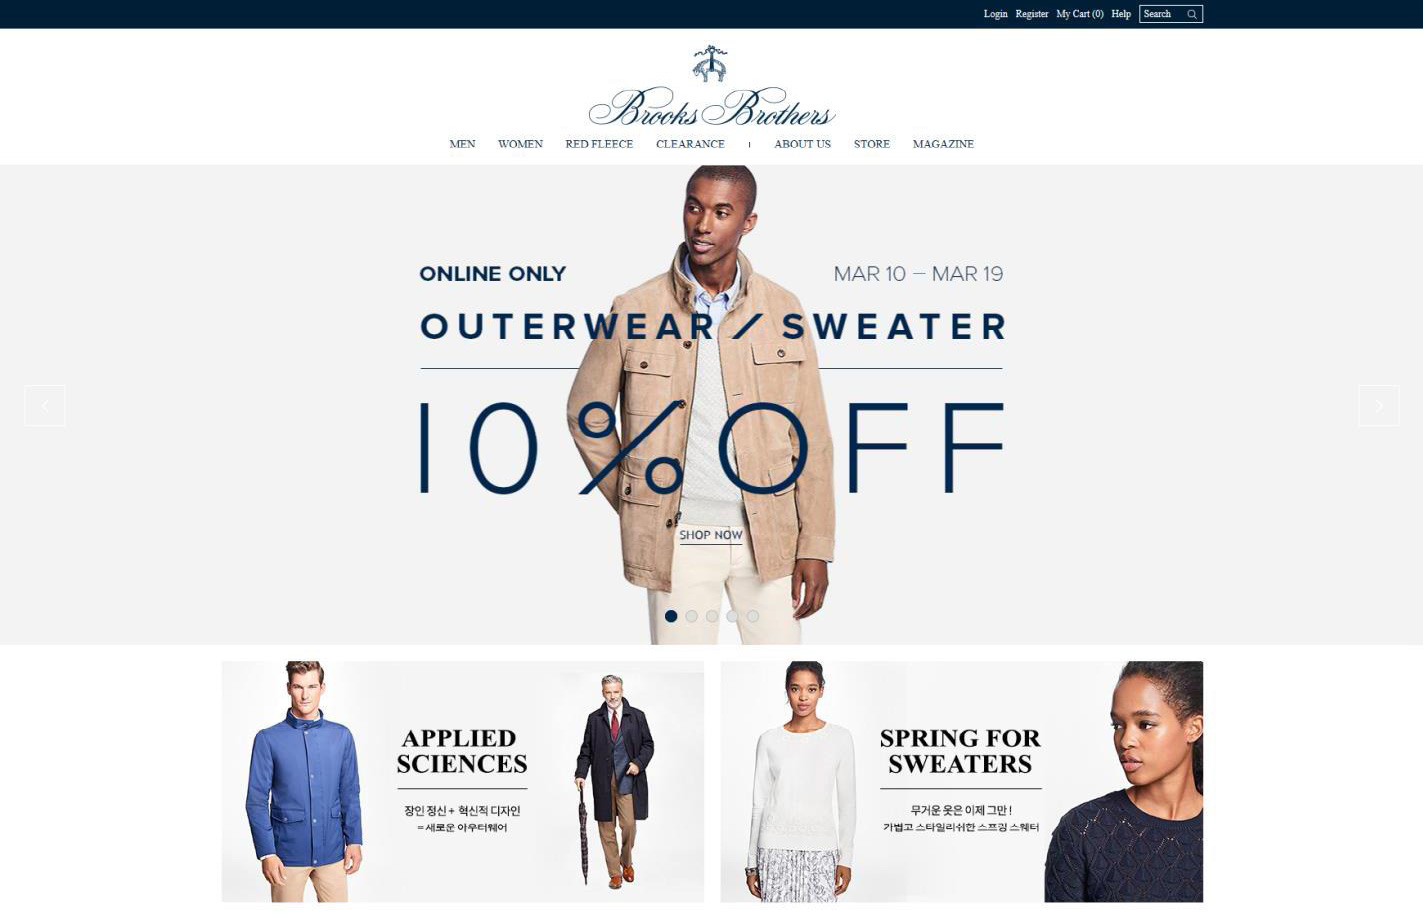 Login Register My Cart (0) Help Search
Brooks Brothers
MEN WOMEN RED FLEECE CLEARANCE | ABOUT US STORE MAGAZINE
ONLINE ONLY MAR 10 — MAR 19
OUTERWEAR / SWEATER
10% OFF
SHOP NOW
APPLIED
SCIENCES
장인 정신 + 혁신적 디자인
= 새로운 아우터웨어
SPRING FOR
SWEATERS
무거운 옷은 이제 그만 !
가볍고 스타일리쉬한 스프링 스웨터